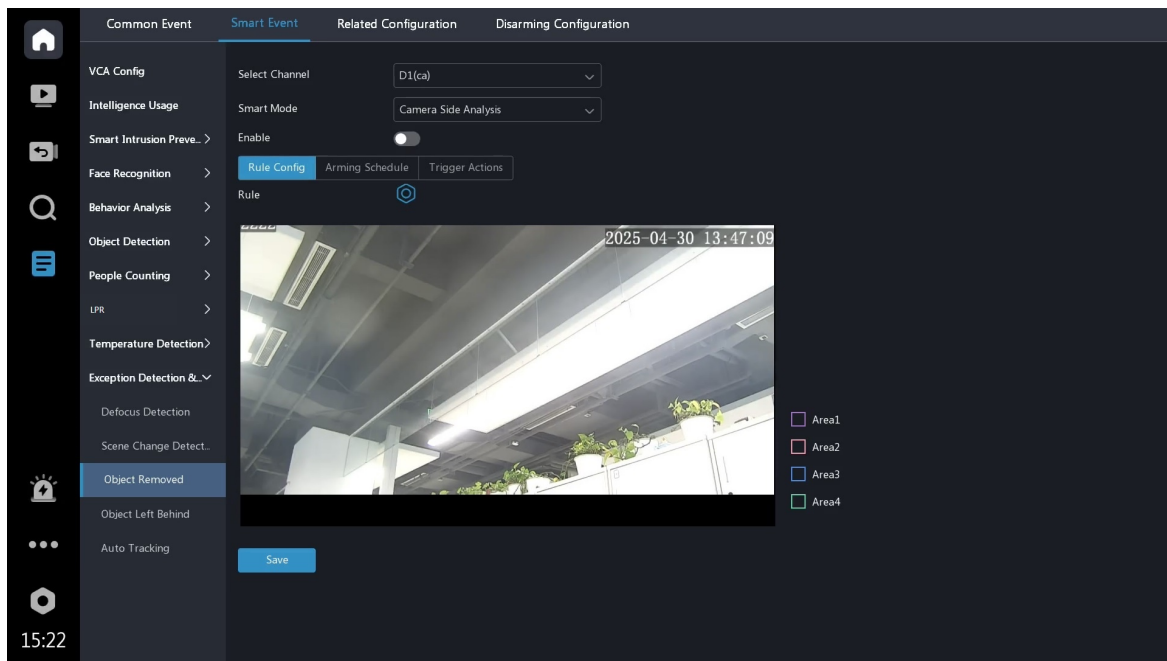 Common Event Smart Event Related Configuration Disarming Configuration
VCA Config
Intelligence Usage
Smart Intrusion Preve..
Face Recognition
Behavior Analysis
Object Detection
People Counting
LPR
Temperature Detection
Exception Detection &..
Defocus Detection
Scene Change Detect..
Object Removed
Object Left Behind
Auto Tracking
15:22
Select Channel D1(ca)
Smart Mode Camera Side Analysis
Enable
Rule Config Arming Schedule Trigger Actions
Rule
2025-04-30 13:47:09
Area1
Area2
Area3
Area4
Save